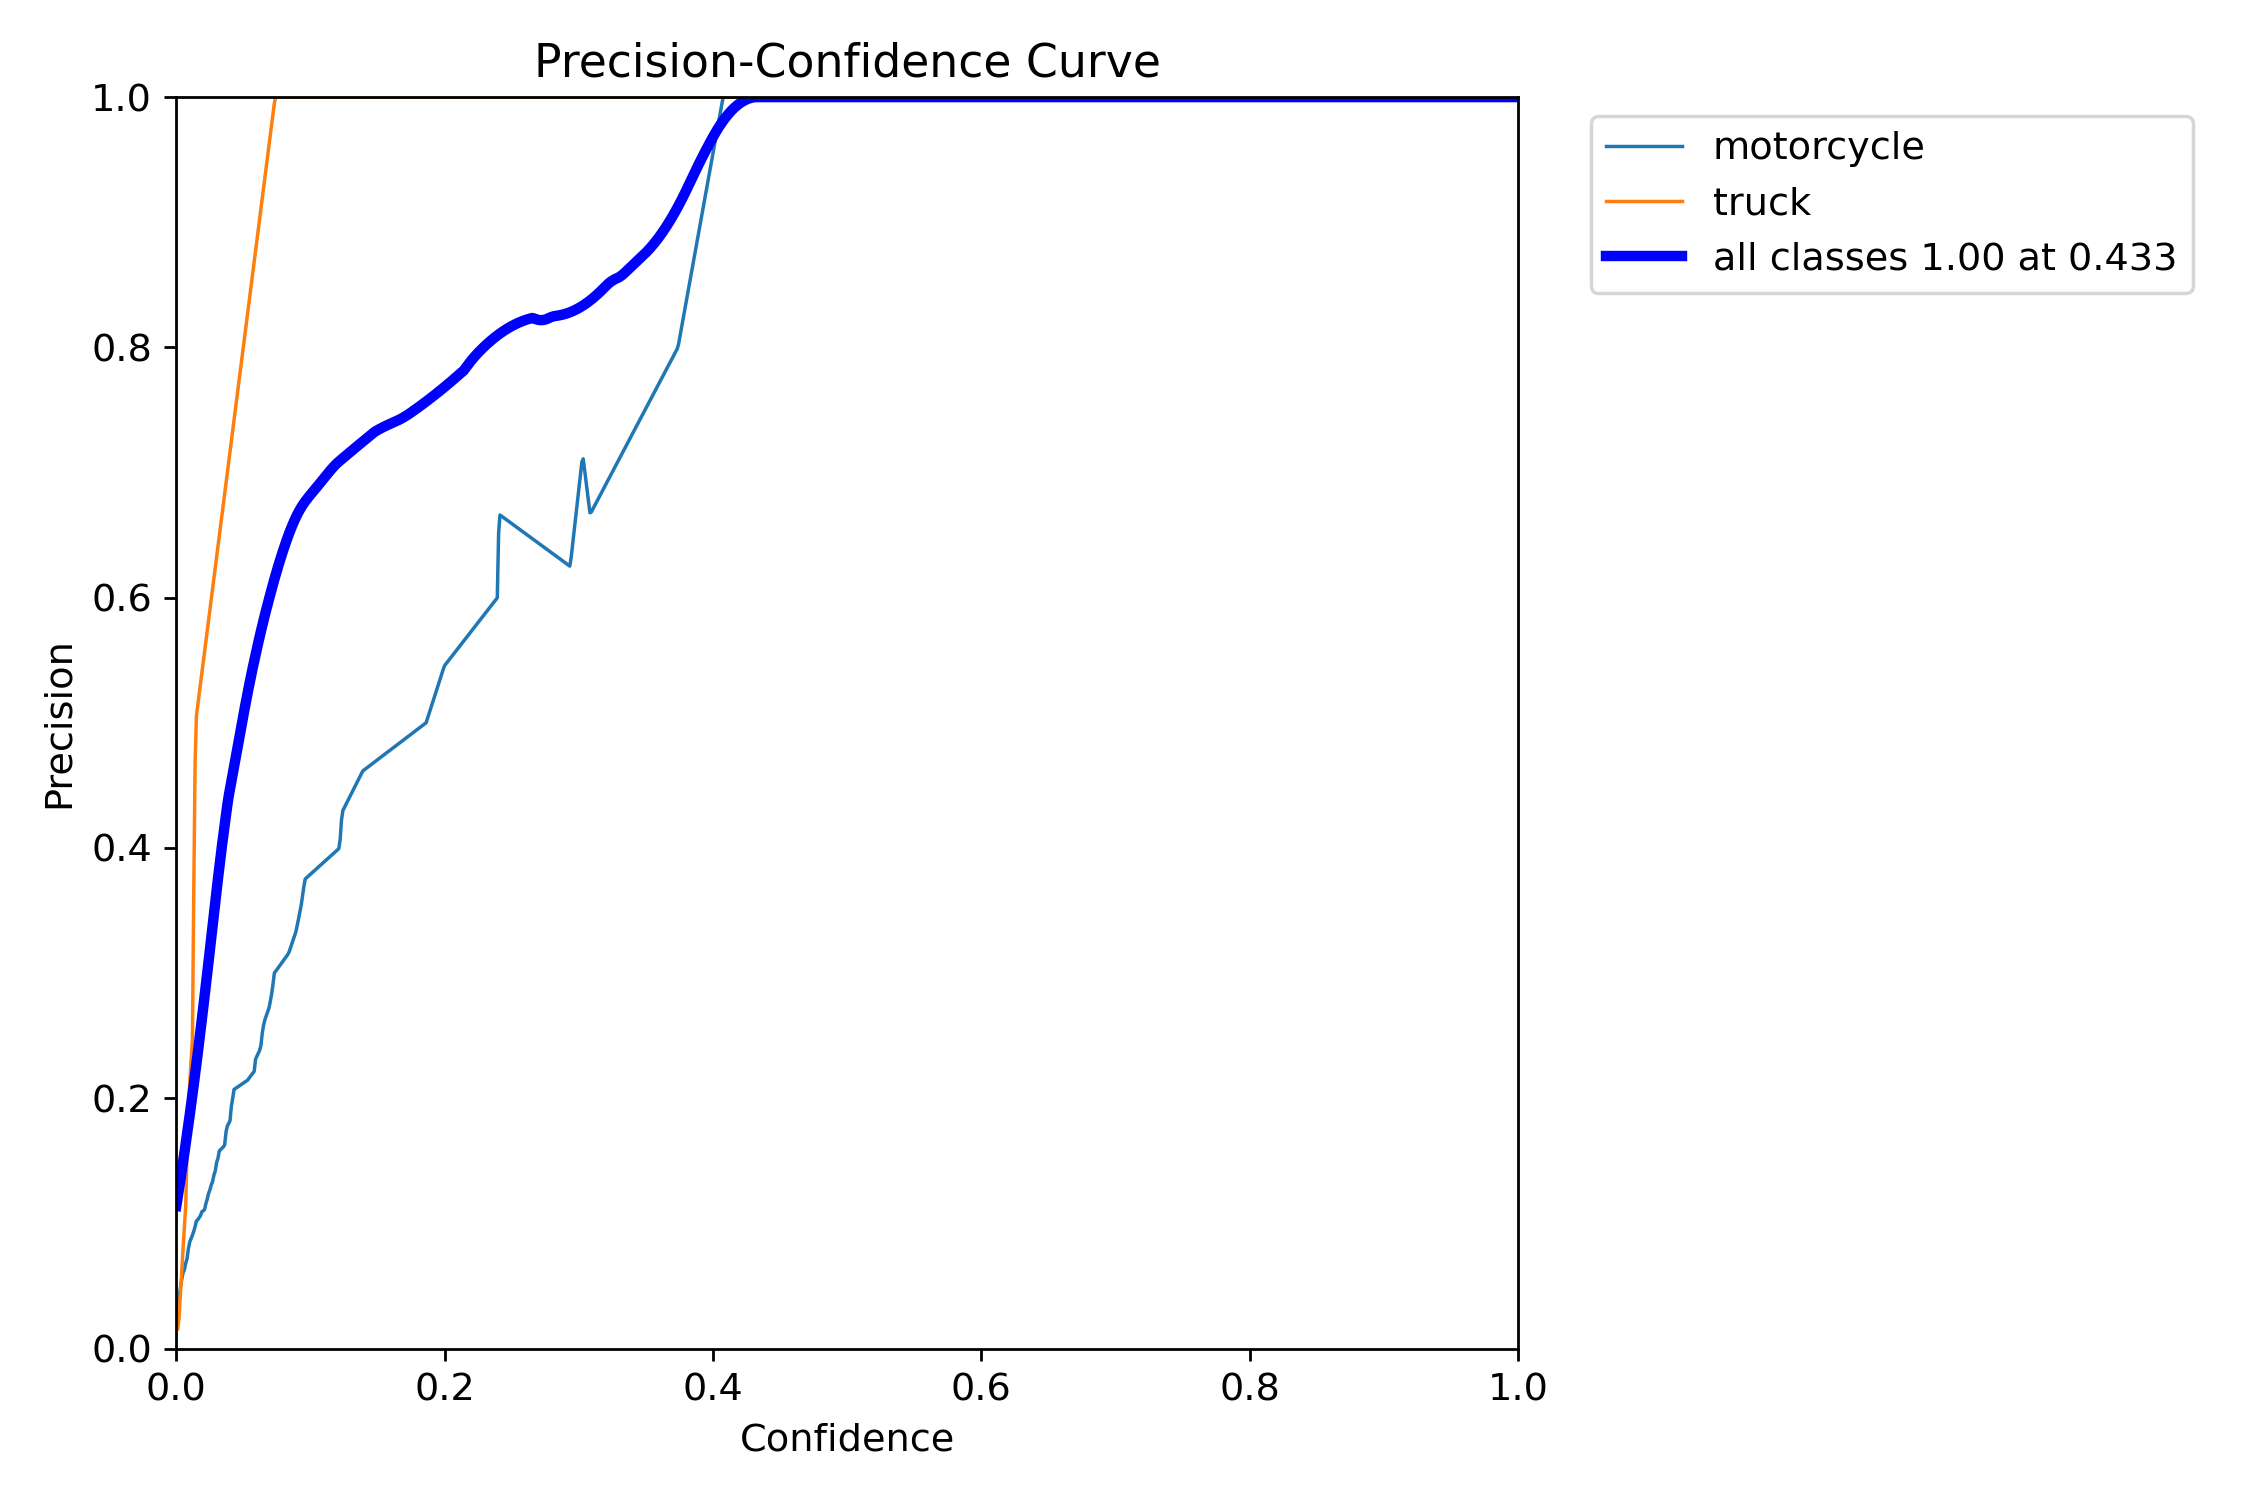 Precision-Confidence Curve
1.0
0.8
0.6
0.4
0.2
0.0
Precision
0.0 0.2 0.4 0.6 0.8 1.0
Confidence
motorcycle
truck
all classes 1.00 at 0.433